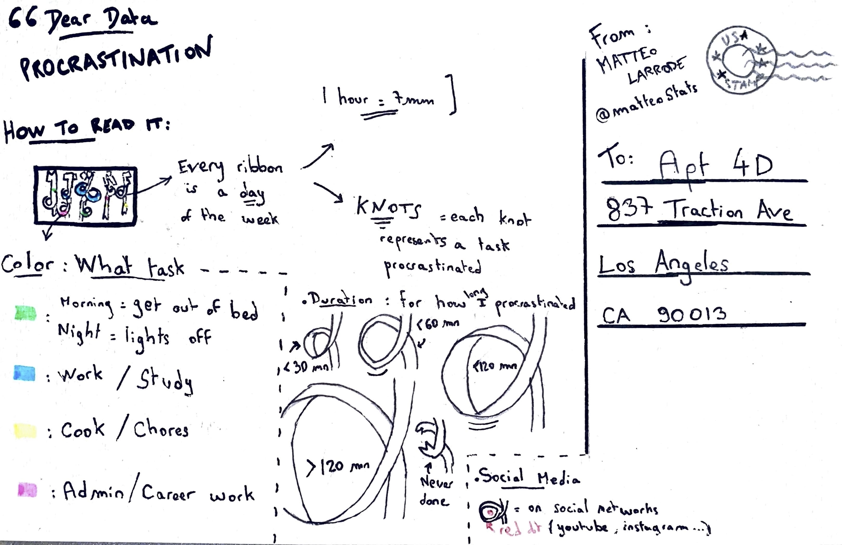 66 Dear Data
PROCRASTINATION
HOW TO READ IT:
Every ribbon
is a day
of the week
1 hour = 7mm ]
KNOTS = each knot
represents a task
procrastinated
Color : What task
Morning = get out of bed
Night = lights off
: Work / Study
: Cook / Chores
: Admin/Career work
. Duration : for how long I procrastinated
<30 mn
<60 mn
<120 mn
>120 mn
Never
done
. Social Media
= on social networks
red dt (youtube, instagram...)
From :
MATTEO
LARRODE
@matteoStats
USA
STAMP
To: Apt 4D
837 Traction Ave
Los Angeles
CA 90013